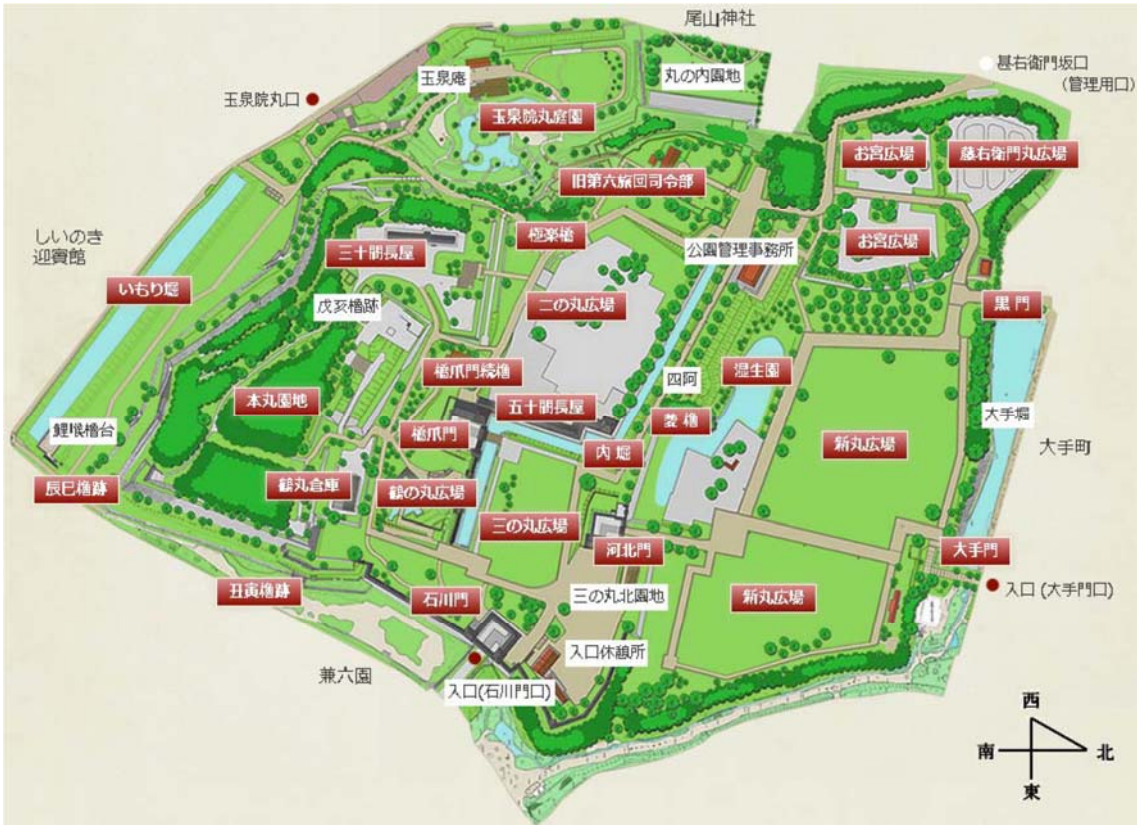 尾山神社
甚右衛門坂口
(管理用口)
玉泉庵
丸の内園地
玉泉院丸口
玉泉院丸庭園
お宮広場
藤右衛門丸広場
旧第六旅団司令部
しいのき
迎賓館
三十間長屋
極楽橋
公園管理事務所
お宮広場
いもり堀
戌亥櫓跡
二の丸広場
黒門
橋爪門続櫓
四阿
湿生園
本丸園地
五十間長屋
菱櫓
大手堀
鯉喉櫓台
橋爪門
内堀
新丸広場
大手町
辰巳櫓跡
鶴丸倉庫
鶴の丸広場
三の丸広場
河北門
大手門
丑寅櫓跡
石川門
三の丸北園地
新丸広場
入口 (大手門口)
入口休憩所
兼六園
入口(石川門口)
西
南
北
東